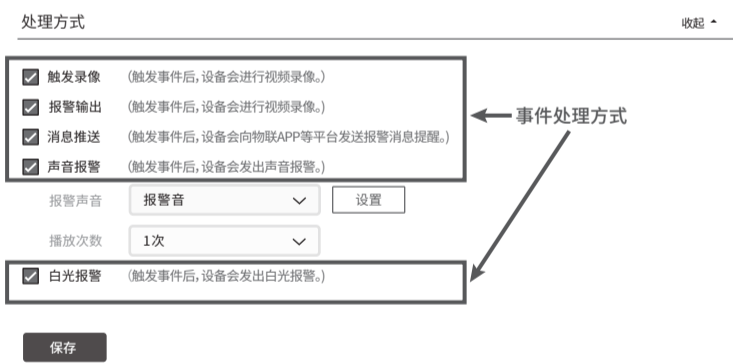 处理方式 收起
触发录像 (触发事件后,设备会进行视频录像。)
报警输出 (触发事件后,设备会进行视频录像。)
事件处理方式
消息推送 (触发事件后,设备会向物联APP等平台发送报警消息提醒。)
声音报警 (触发事件后,设备会发出声音报警。)
报警声音 报警音 设置
播放次数 1次
白光报警 (触发事件后,设备会发出白光报警。)
保存